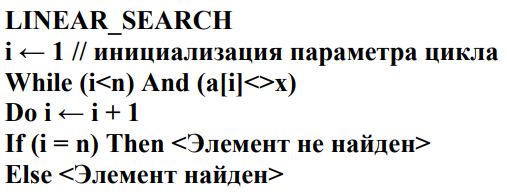 LINEAR_SEARCH
i ← 1 // инициализация параметра цикла
While (i<n) And (a[i]<>x)
Do i ← i + 1
If (i = n) Then <Элемент не найден>
Else <Элемент найден>